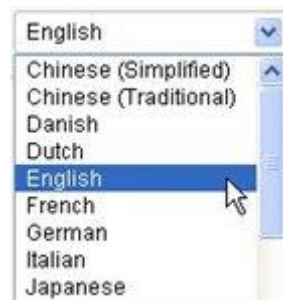 English
Chinese (Simplified)
Chinese (Traditional)
Danish
Dutch
English
French
German
Italian
Japanese